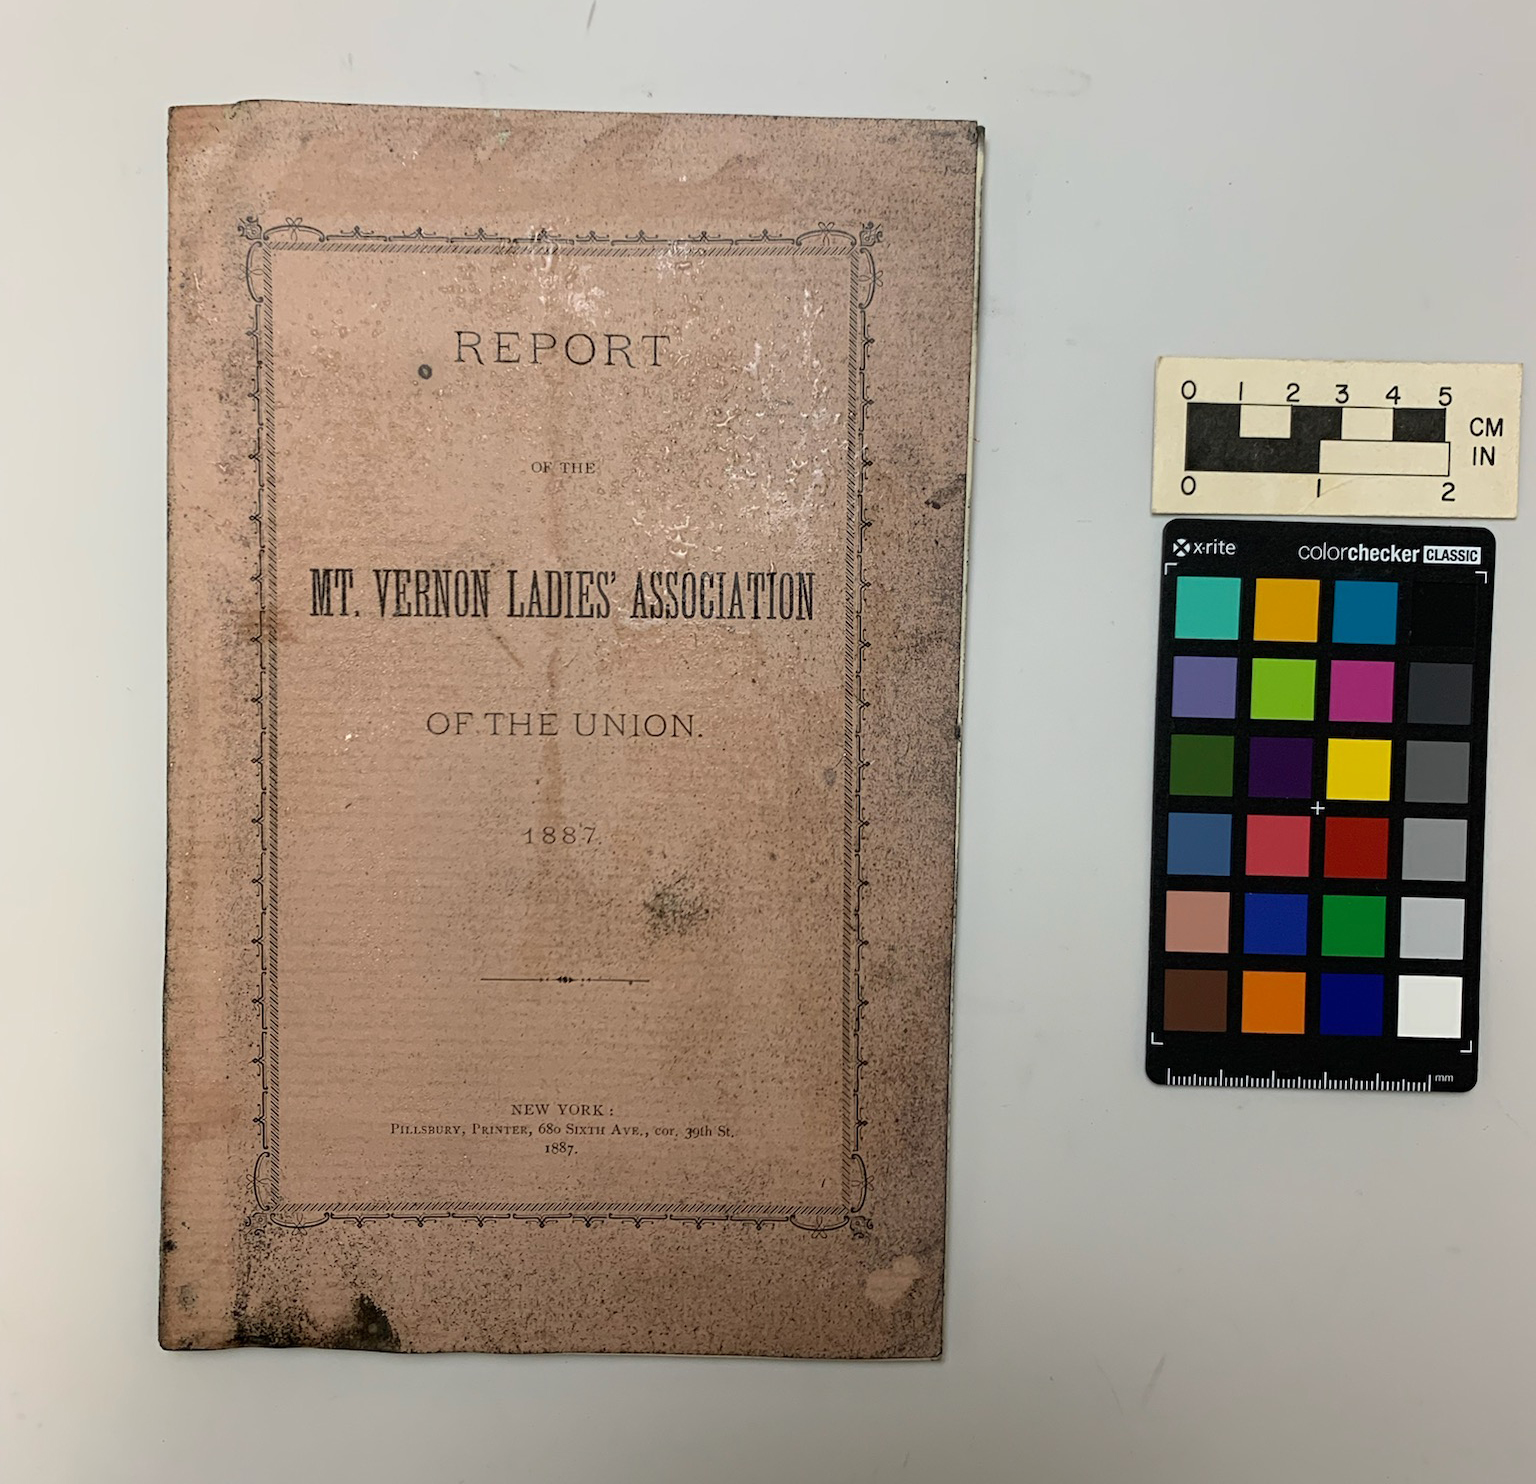 REPORT
OF THE
MT. VERNON LADIES' ASSOCIATION
OF THE UNION.
1887.
NEW YORK:
PILLSBURY, PRINTER, 680 SIXTH AVE., cor. 39th St.
1887.
0 1 2 3 4 5
CM
IN
0 1 2
x-rite
colorchecker CLASSIC
mm